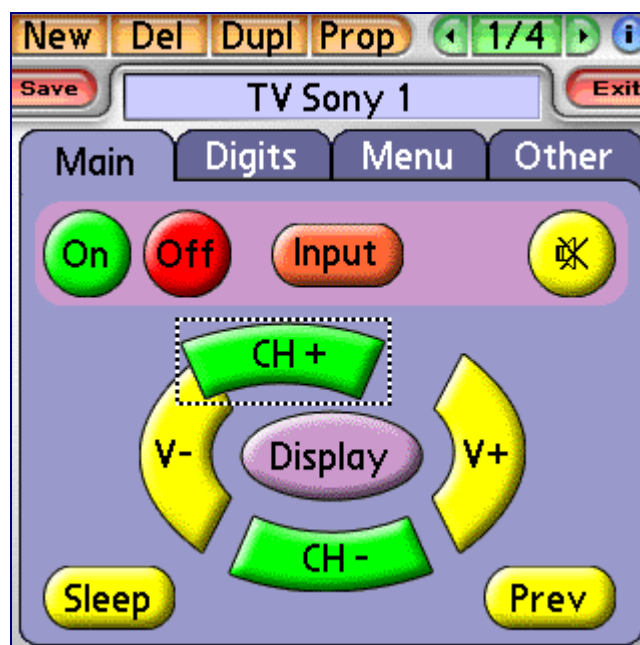 New Del Dupl Prop 1/4 i
Save TV Sony 1 Exit
Main Digits Menu Other
On Off Input
CH +
V- Display V+
CH -
Sleep Prev